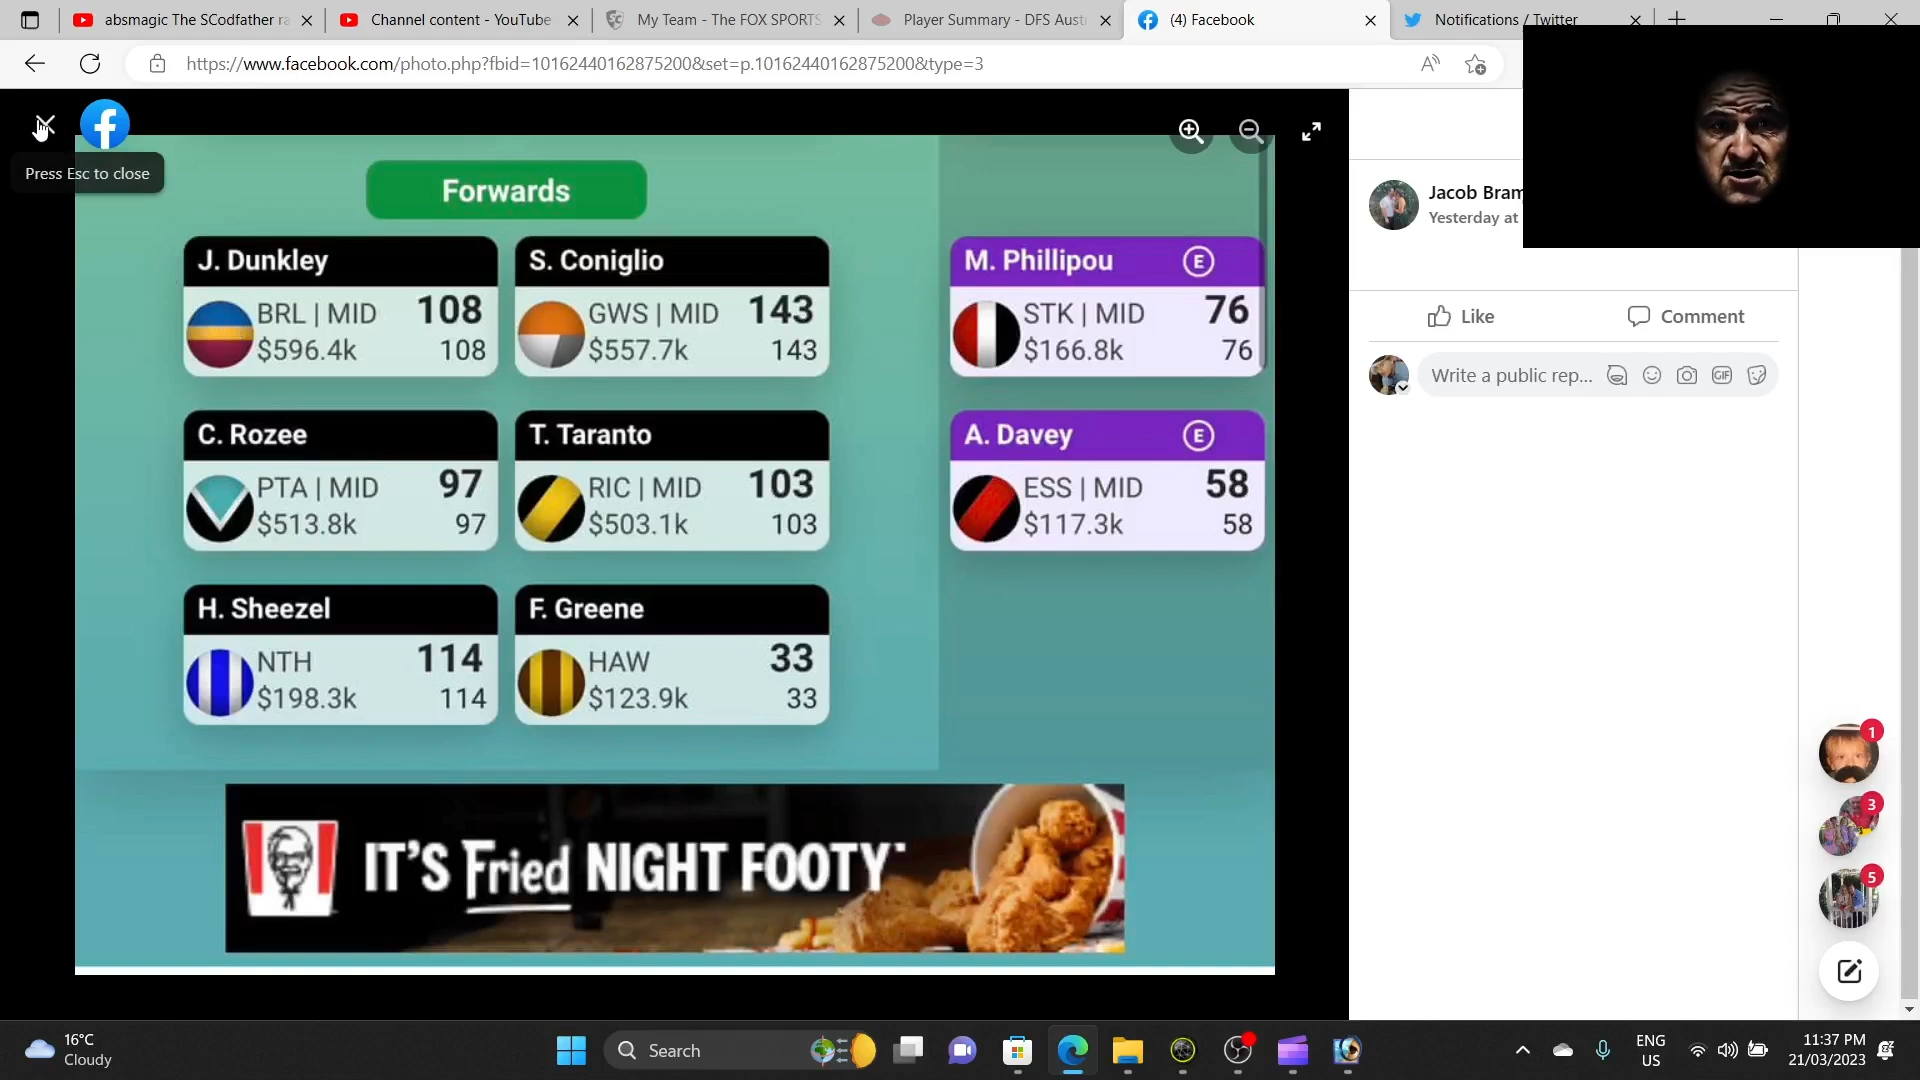 absmagic The SCodfather ra
Channel content - YouTube
My Team - The FOX SPORTS
Player Summary - DFS Aust
(4) Facebook
Notifications / Twitter
https://www.facebook.com/photo.php?fbid=10162440162875200&set=p.10162440162875200&type=3
Press Esc to close
Forwards
J. Dunkley
BRL | MID 108
$596.4k 108
S. Coniglio
GWS | MID 143
$557.7k 143
M. Phillipou E
STK | MID 76
$166.8k 76
C. Rozee
PTA | MID 97
$513.8k 97
T. Taranto
RIC | MID 103
$503.1k 103
A. Davey E
ESS | MID 58
$117.3k 58
H. Sheezel
NTH 114
$198.3k 114
F. Greene
HAW 33
$123.9k 33
IT'S Fried NIGHT FOOTY™
Jacob Bram
Yesterday at
Like
Comment
Write a public rep...
GIF
1
3
5
16°C
Cloudy
Search
ENG
US
11:37 PM
21/03/2023